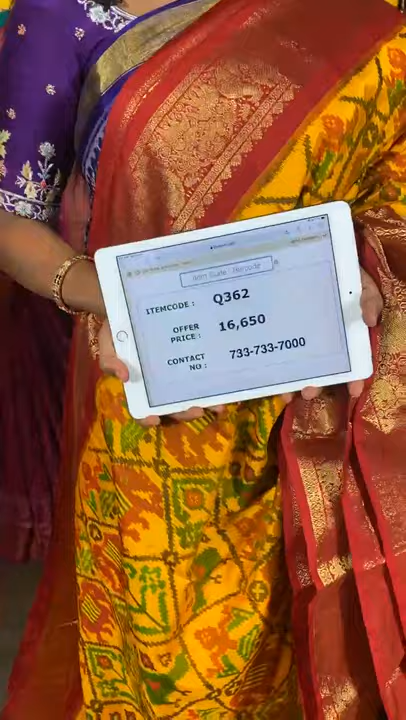 ITEMCODE : Q362
OFFER PRICE : 16,650
CONTACT NO : 733-733-7000